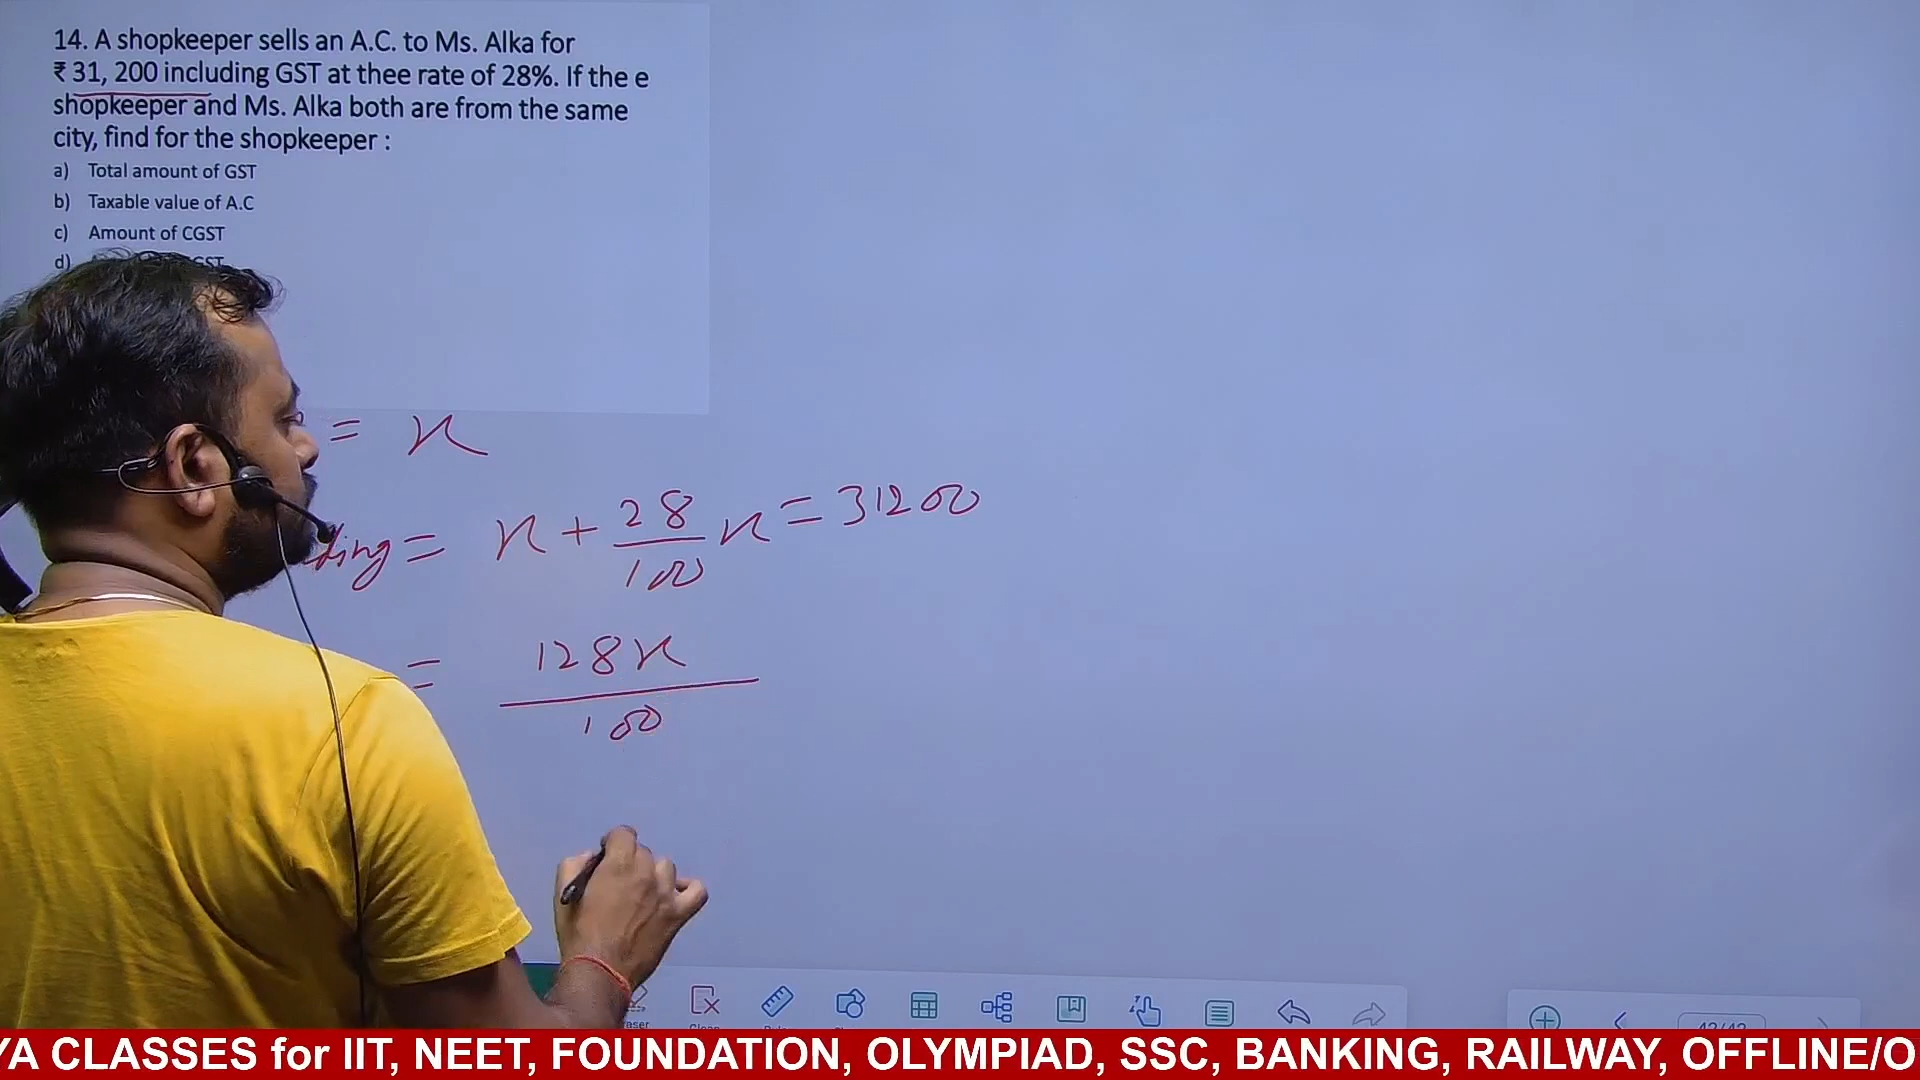 14. A shopkeeper sells an A.C. to Ms. Alka for
₹ 31, 200 including GST at thee rate of 28%. If the e
shopkeeper and Ms. Alka both are from the same
city, find for the shopkeeper :
a) Total amount of GST
b) Taxable value of A.C
c) Amount of CGST
d) GST
= x
ding = x + 28/100 x = 31200
= 128x/100
YA CLASSES for IIT, NEET, FOUNDATION, OLYMPIAD, SSC, BANKING, RAILWAY, OFFLINE/O